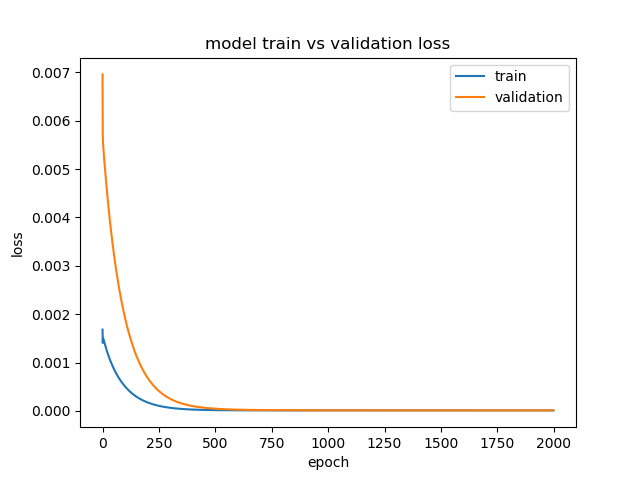 model train vs validation loss
train
validation
0.007
0.006
0.005
0.004
0.003
0.002
0.001
0.000
loss
0 250 500 750 1000 1250 1500 1750 2000
epoch